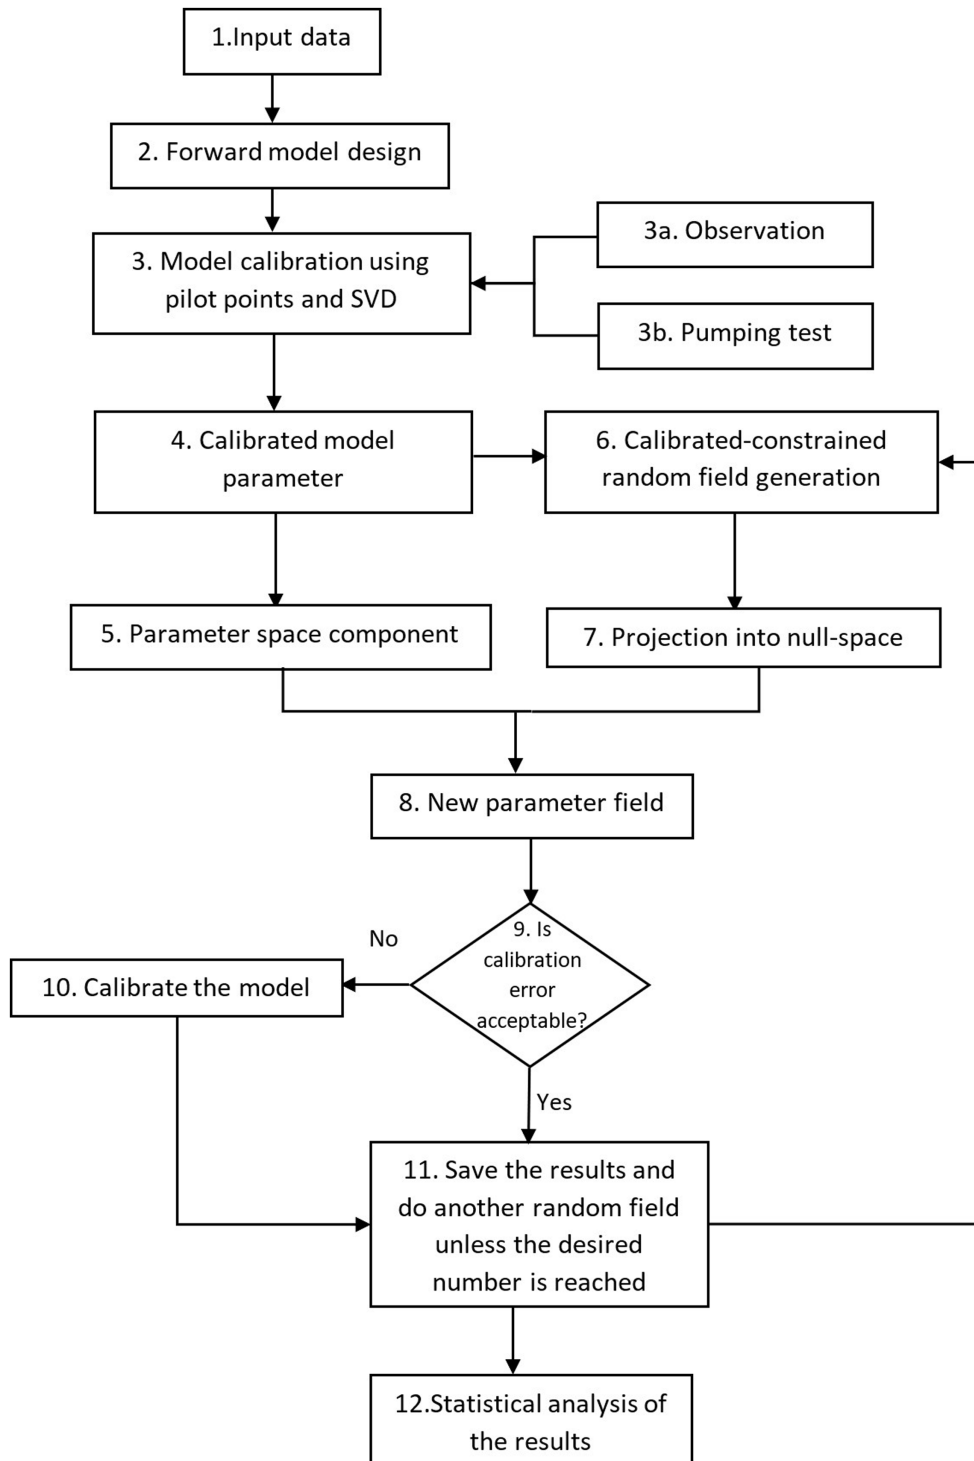 1.Input data
2. Forward model design
3. Model calibration using
pilot points and SVD
3a. Observation
3b. Pumping test
4. Calibrated model
parameter
6. Calibrated-constrained
random field generation
5. Parameter space component
7. Projection into null-space
8. New parameter field
9. Is
calibration
error
acceptable?
No
10. Calibrate the model
Yes
11. Save the results and
do another random field
unless the desired
number is reached
12.Statistical analysis of
the results